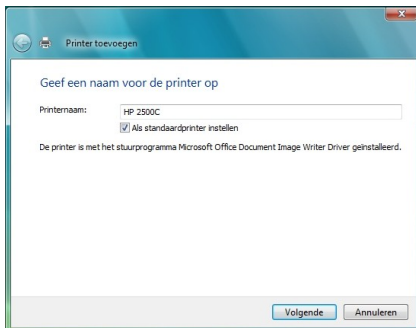 Printer toevoegen
Geef een naam voor de printer op
Printernaam: HP 2500C
Als standaardprinter instellen
De printer is met het stuurprogramma Microsoft Office Document Image Writer Driver geïnstalleerd.
Volgende Annuleren